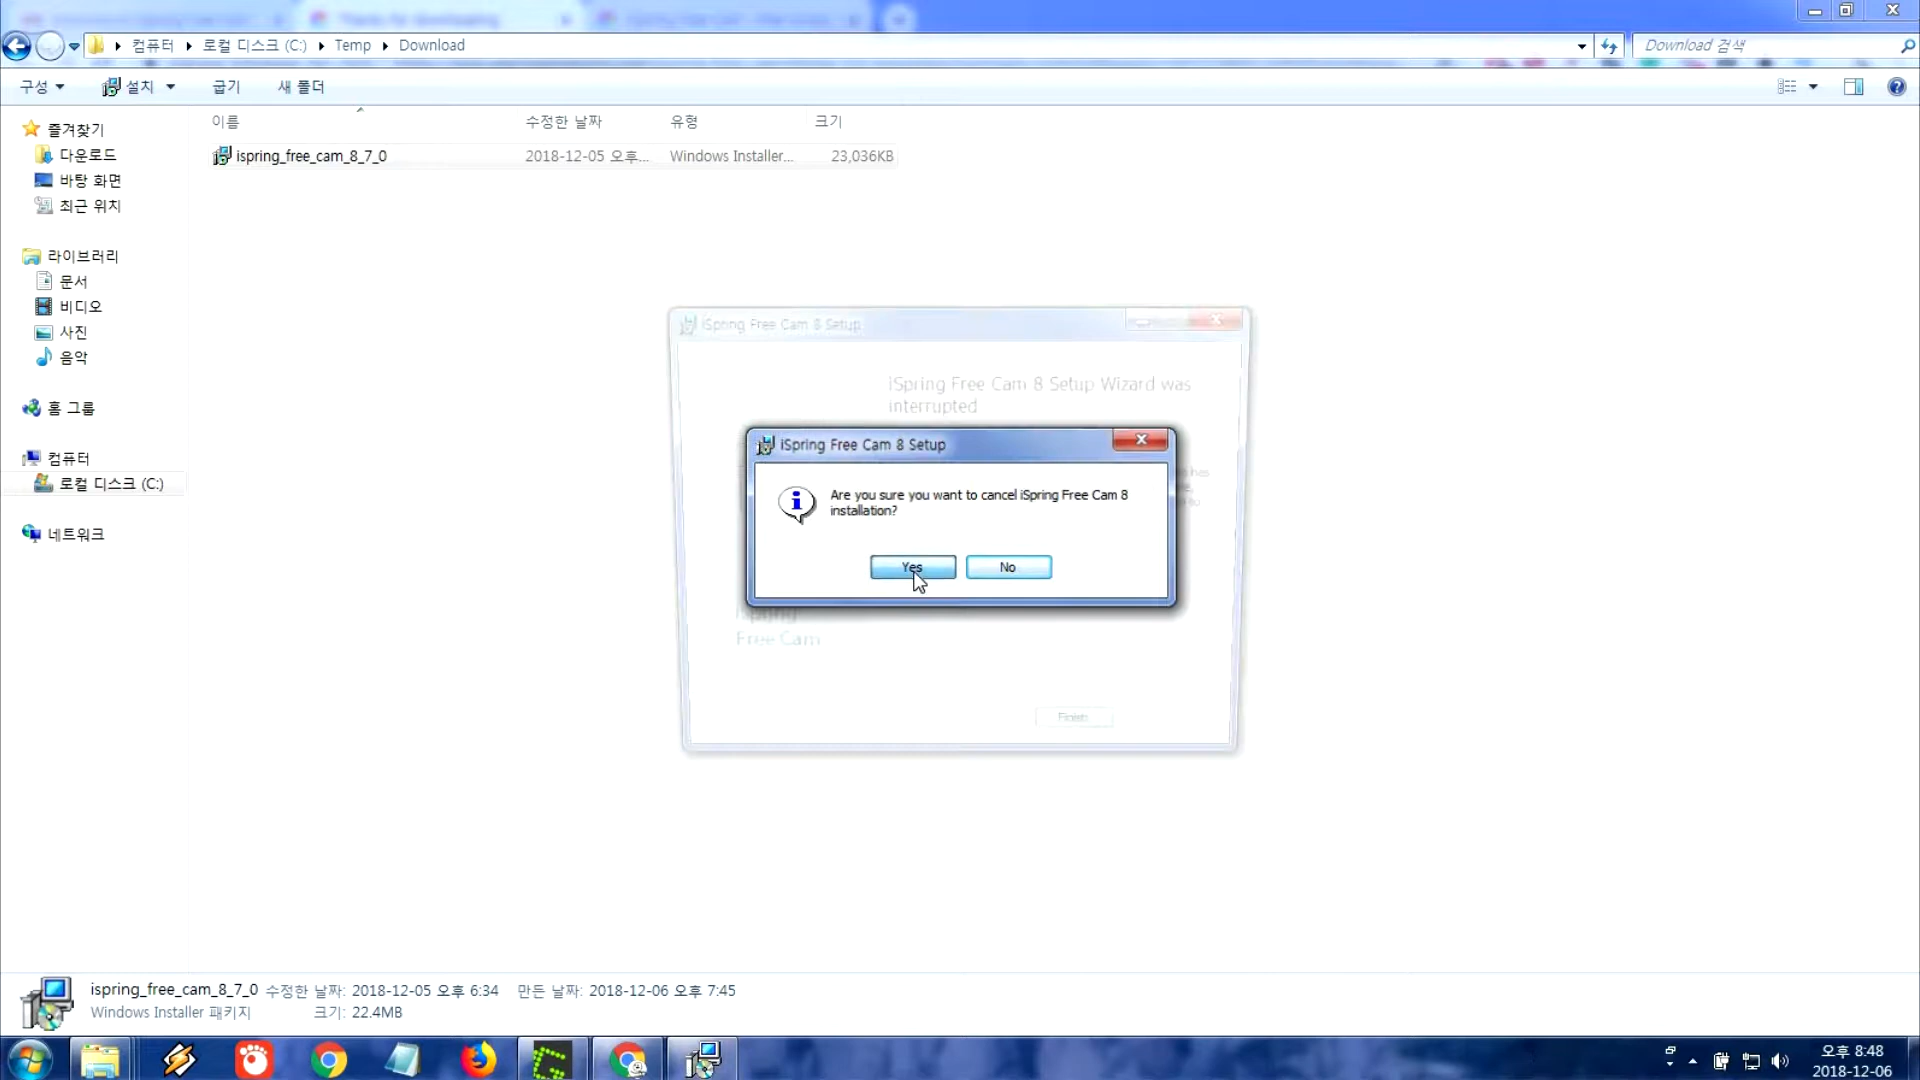 Thanks for downloading
컴퓨터 로컬 디스크 (C:) Temp Download
Download 검색
구성 설치 굽기 새 폴더
이름 수정한 날짜 유형 크기
ispring_free_cam_8_7_0 2018-12-05 오후... Windows Installer... 23,036KB
즐겨찾기
다운로드
바탕 화면
최근 위치
라이브러리
문서
비디오
사진
음악
홈 그룹
컴퓨터
로컬 디스크 (C:)
네트워크
iSpring Free Cam 8 Setup
iSpring Free Cam 8 Setup Wizard was
interrupted
iSpring Free Cam 8 Setup
Are you sure you want to cancel iSpring Free Cam 8
installation?
Yes No
iSpring
Free Cam
Finish
ispring_free_cam_8_7_0 수정한 날짜: 2018-12-05 오후 6:34 만든 날짜: 2018-12-06 오후 7:45
Windows Installer 패키지 크기: 22.4MB
오후 8:48
2018-12-06